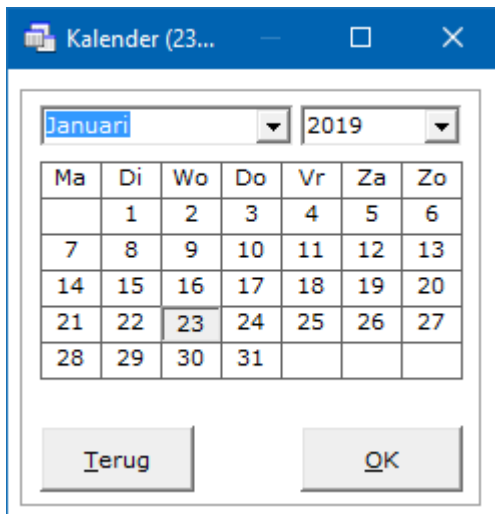 Kalender (23...
Januari 2019
Ma Di Wo Do Vr Za Zo
1 2 3 4 5 6
7 8 9 10 11 12 13
14 15 16 17 18 19 20
21 22 23 24 25 26 27
28 29 30 31
Terug OK